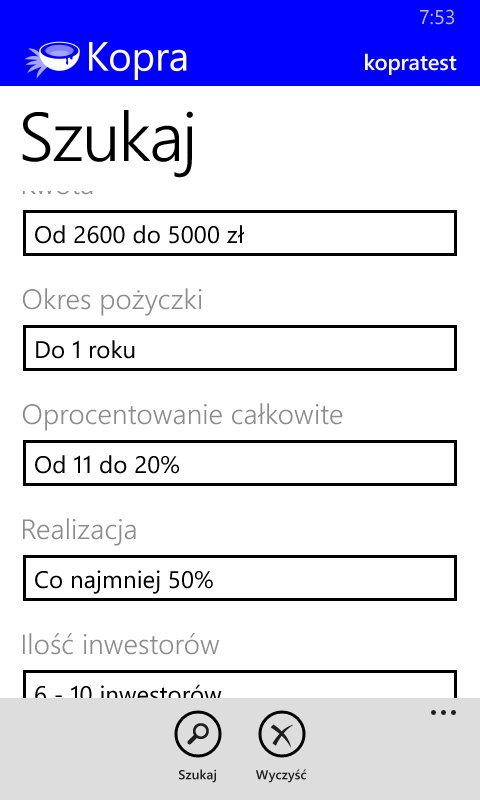 7:53
Kopra
kopratest
Szukaj
kwota
Od 2600 do 5000 zł
Okres pożyczki
Do 1 roku
Oprocentowanie całkowite
Od 11 do 20%
Realizacja
Co najmniej 50%
Ilość inwestorów
6 - 10 inwestorów
Szukaj
Wyczyść